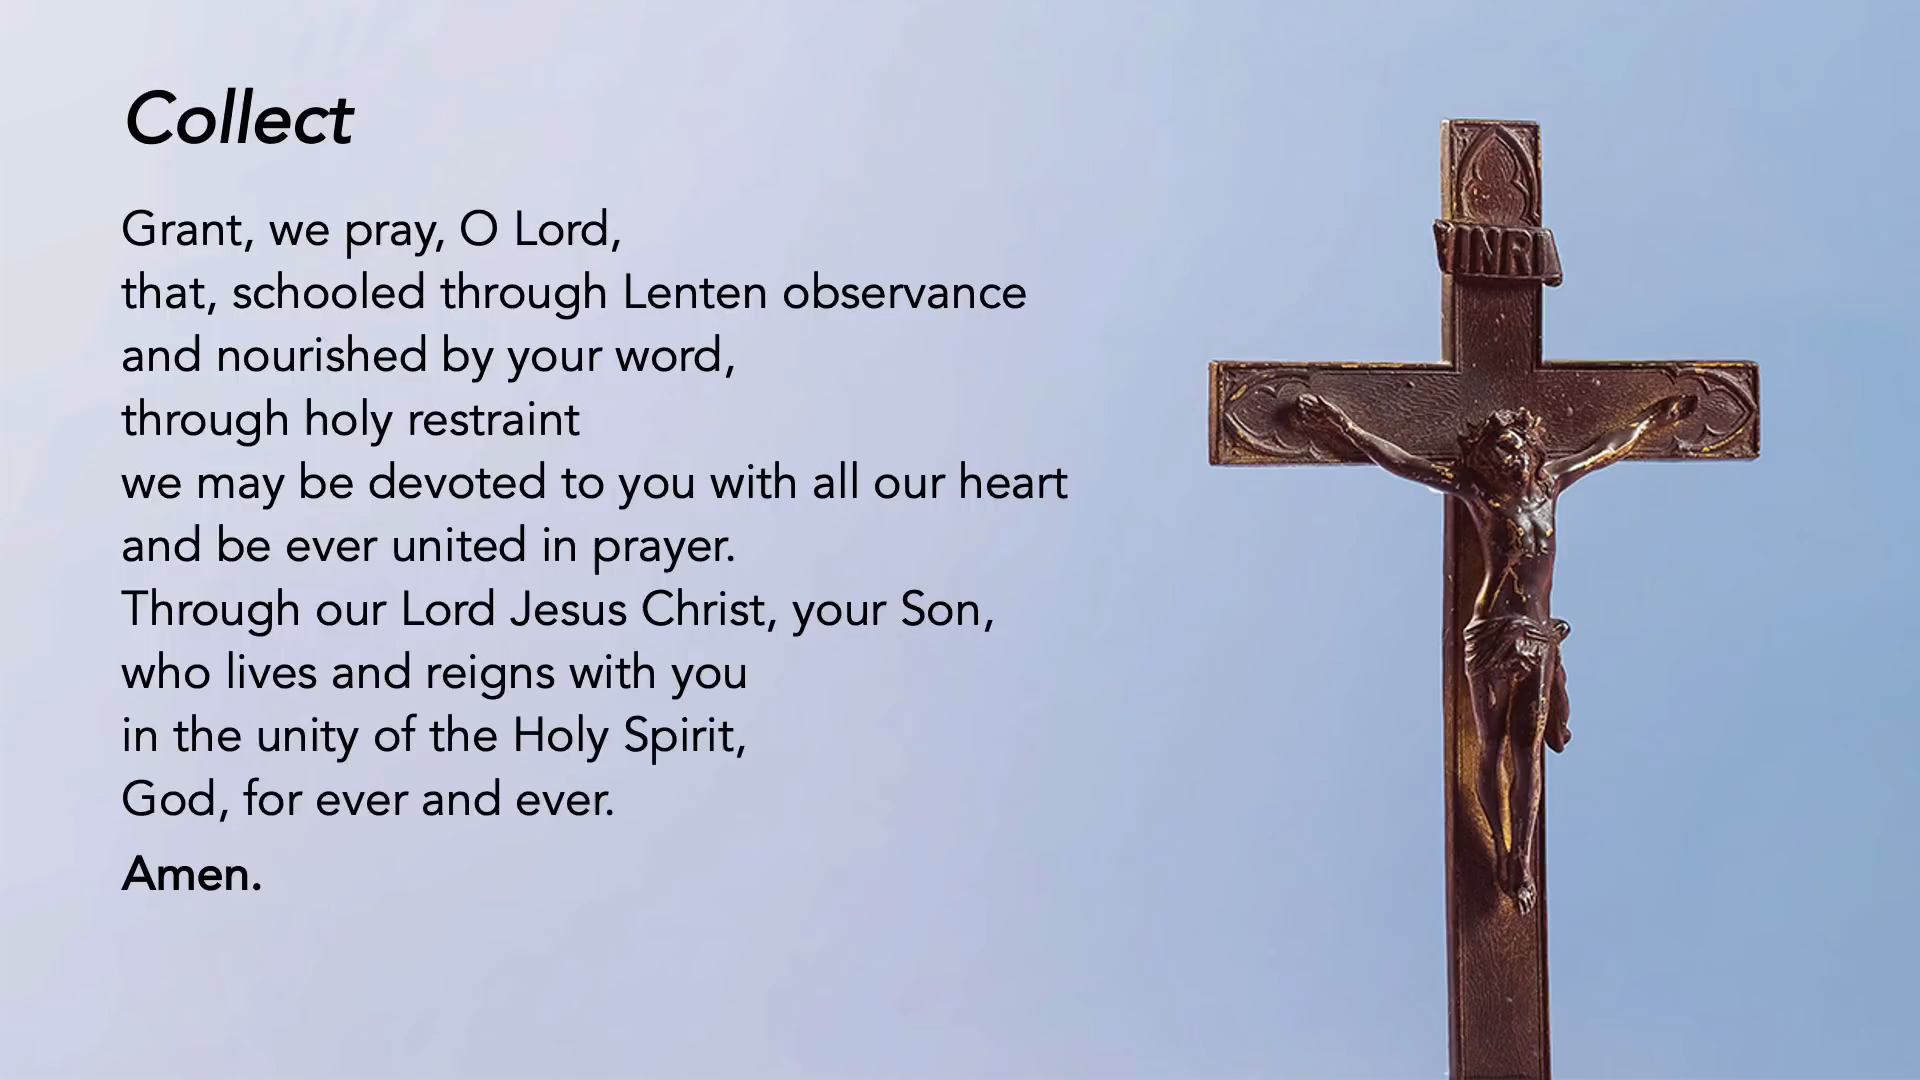 Collect
Grant, we pray, O Lord,
that, schooled through Lenten observance
and nourished by your word,
through holy restraint
we may be devoted to you with all our heart
and be ever united in prayer.
Through our Lord Jesus Christ, your Son,
who lives and reigns with you
in the unity of the Holy Spirit,
God, for ever and ever.
Amen.
INRI